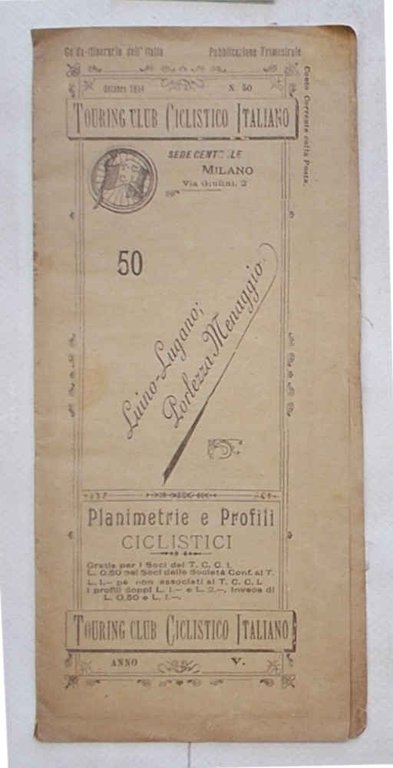 Guida-Itinerario dell'Italia
Pubblicazione Trimestrale
Conto Corrente colla Posta.
Ottobre
N. 50
TOURING CLUB CICLISTICO ITALIANO
SEDE CENTRALE
MILANO
Via Giulini, 2
50
Luino-Lugano;
Porlezza Menaggio
Planimetrie e Profili
CICLISTICI
Gratis per i Soci del T. C. C. I.
L. 0.50 nei Soci delle Società Conf. al T.
L. 1.— pe non associati al T. C. C. I.
I profili doppi L. 1.— e L. 2.—, invece di
L. 0.50 e L. 1.—.
TOURING CLUB CICLISTICO ITALIANO
ANNO V.